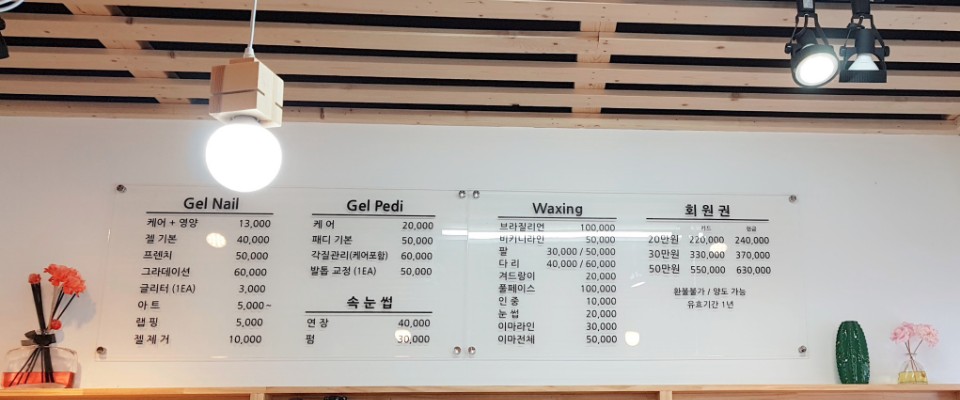 Gel Nail
케어 + 영양 13,000
젤 기본 40,000
프렌치 50,000
그라데이션 60,000
글리터 (1EA) 3,000
아 트 5,000~
랩 핑 5,000
젤 제 거 10,000
Gel Pedi
케 어 20,000
패디 기본 50,000
각질관리(케어포함) 60,000
발톱 교정 (1EA) 50,000
속 눈 썹
연 장 40,000
펌 30,000
Waxing
브라질리언 100,000
비키니라인 50,000
팔 30,000 / 50,000
다 리 40,000 / 60,000
겨드랑이 20,000
풀페이스 100,000
인 중 10,000
눈 썹 20,000
이마라인 30,000
이마전체 50,000
회 원 권
카드 현금
20만원 220,000 240,000
30만원 330,000 370,000
50만원 550,000 630,000
환불불가 / 양도 가능
유효기간 1년